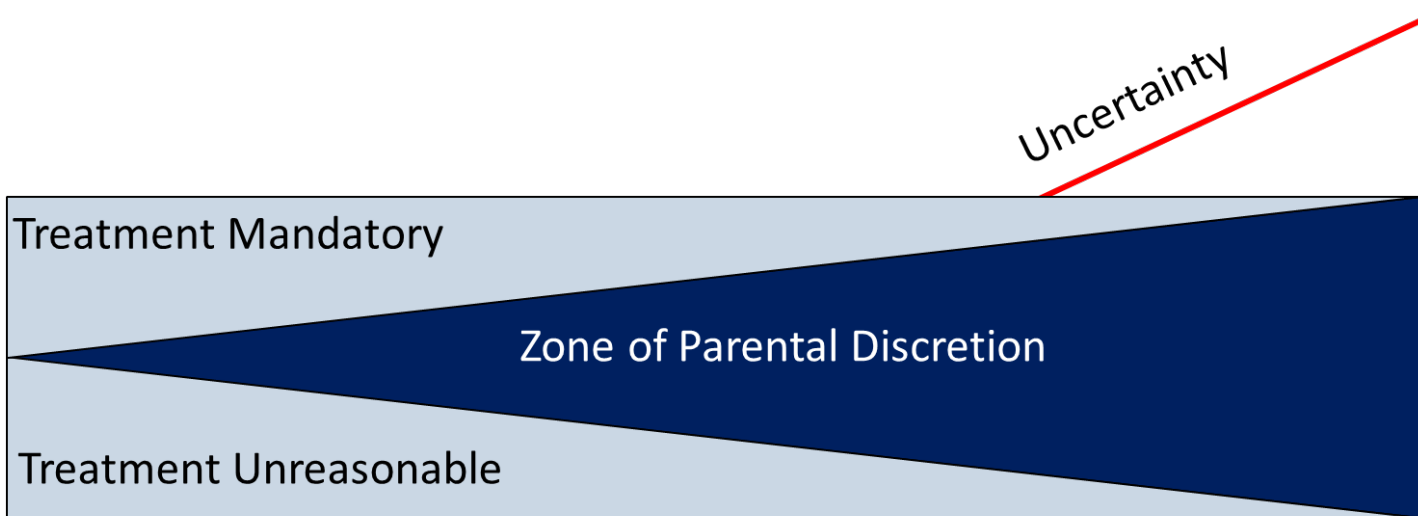 Uncertainty
Treatment Mandatory
Zone of Parental Discretion
Treatment Unreasonable